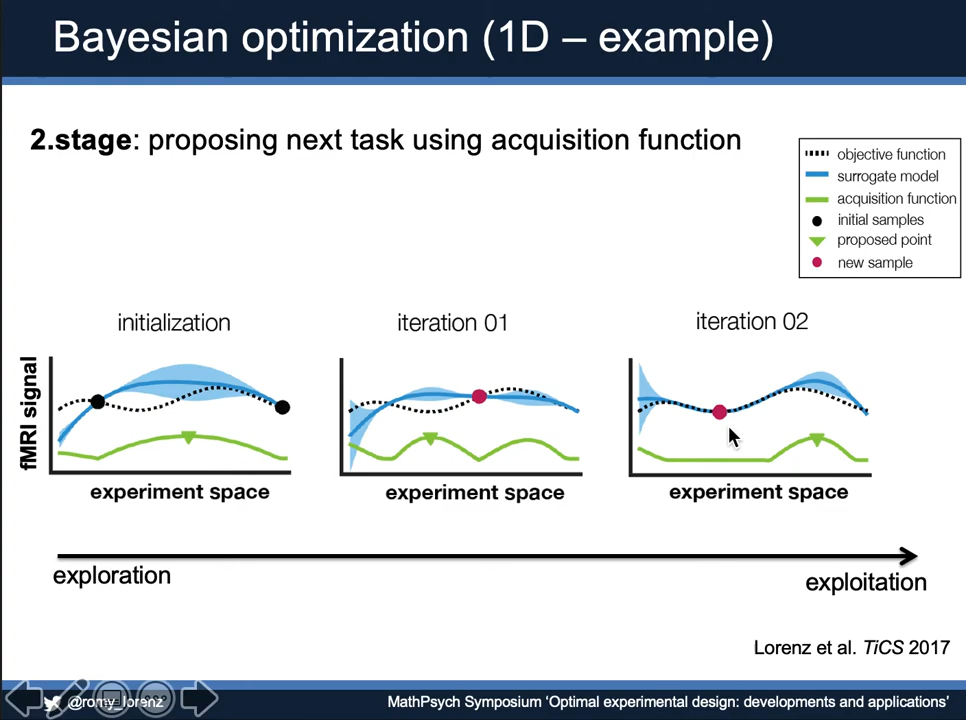 Bayesian optimization (1D – example)
2.stage: proposing next task using acquisition function
objective function
surrogate model
acquisition function
initial samples
proposed point
new sample
initialization
iteration 01
iteration 02
fMRI signal
experiment space
experiment space
experiment space
exploration
exploitation
Lorenz et al. TiCS 2017
@romy_lorenz
MathPsych Symposium ‘Optimal experimental design: developments and applications’